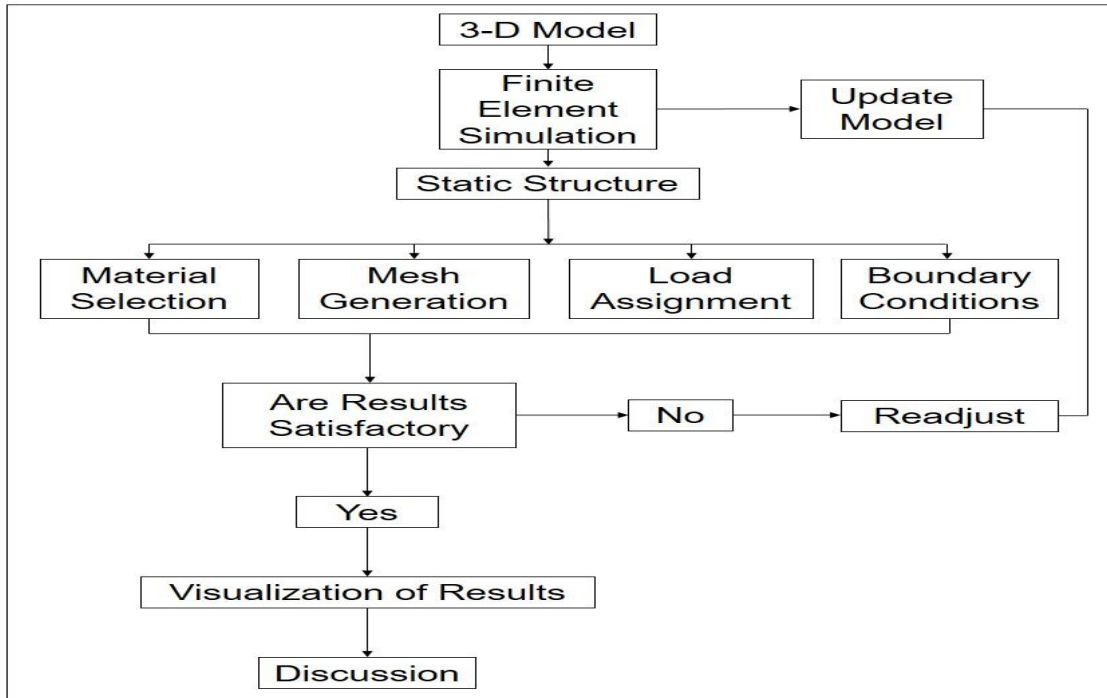 3-D Model
Finite
Element
Simulation
Update
Model
Static Structure
Material
Selection
Mesh
Generation
Load
Assignment
Boundary
Conditions
Are Results
Satisfactory
No
Readjust
Yes
Visualization of Results
Discussion